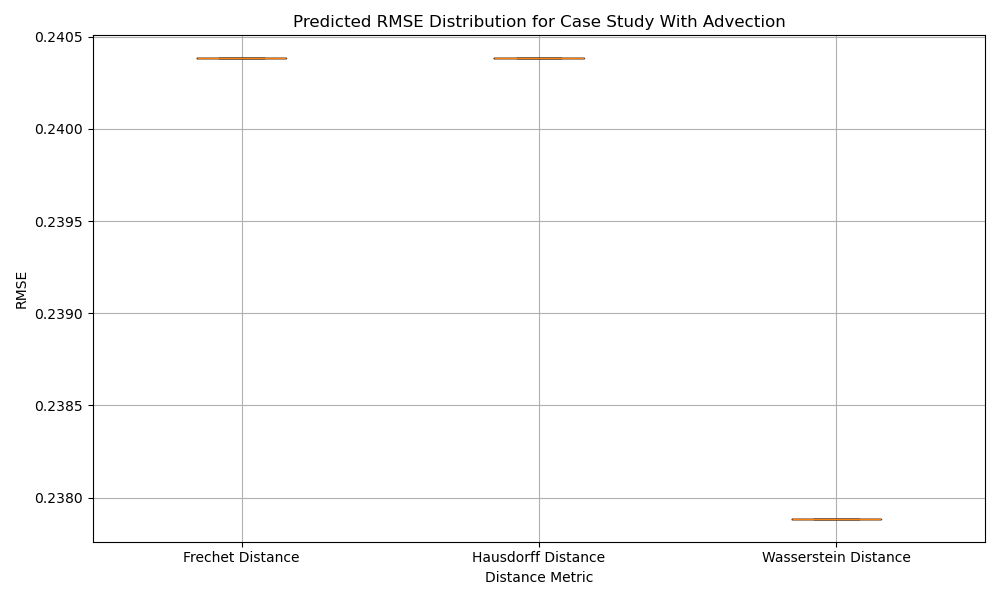 Predicted RMSE Distribution for Case Study With Advection
0.2405
0.2400
0.2395
0.2390
0.2385
0.2380
RMSE
Frechet Distance
Hausdorff Distance
Wasserstein Distance
Distance Metric